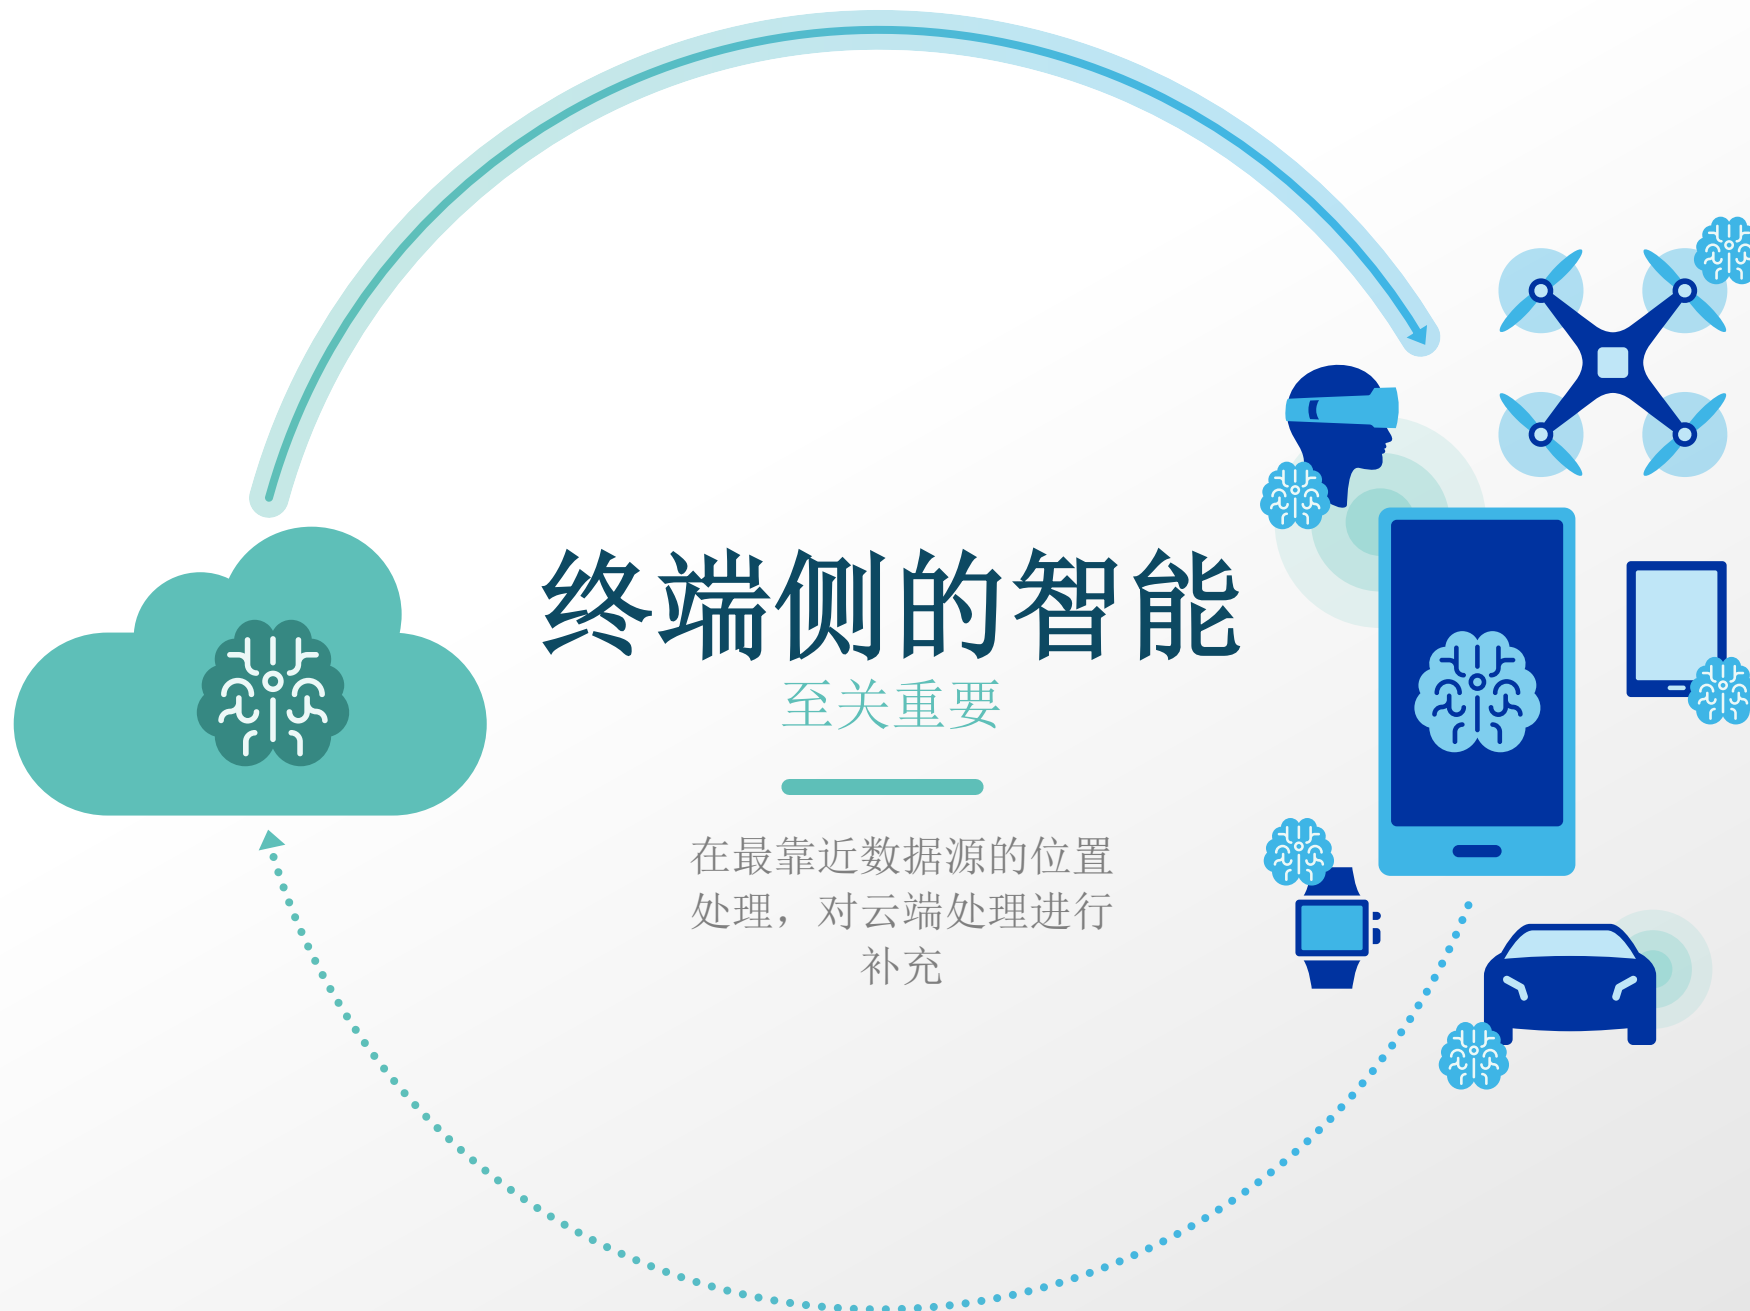 终端侧的智能
至关重要
在最靠近数据源的位置
处理，对云端处理进行
补充